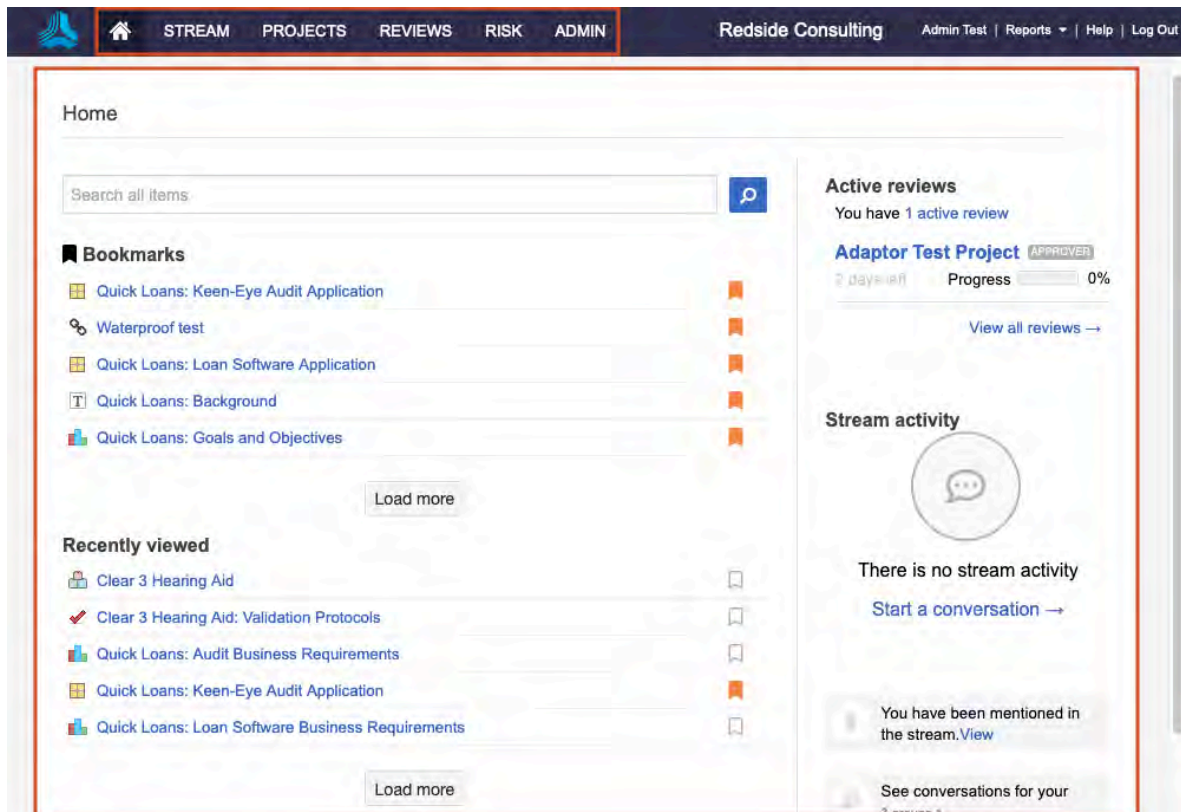 STREAM PROJECTS REVIEWS RISK ADMIN Redside Consulting Admin Test | Reports | Help | Log Out
Home
Search all items
Bookmarks
Quick Loans: Keen-Eye Audit Application
Waterproof test
Quick Loans: Loan Software Application
T Quick Loans: Background
Quick Loans: Goals and Objectives
Load more
Recently viewed
Clear 3 Hearing Aid
Clear 3 Hearing Aid: Validation Protocols
Quick Loans: Audit Business Requirements
Quick Loans: Keen-Eye Audit Application
Quick Loans: Loan Software Business Requirements
Load more
Active reviews
You have 1 active review
Adaptor Test Project APPROVER
2 days left Progress 0%
View all reviews →
Stream activity
There is no stream activity
Start a conversation →
You have been mentioned in
the stream.View
See conversations for your